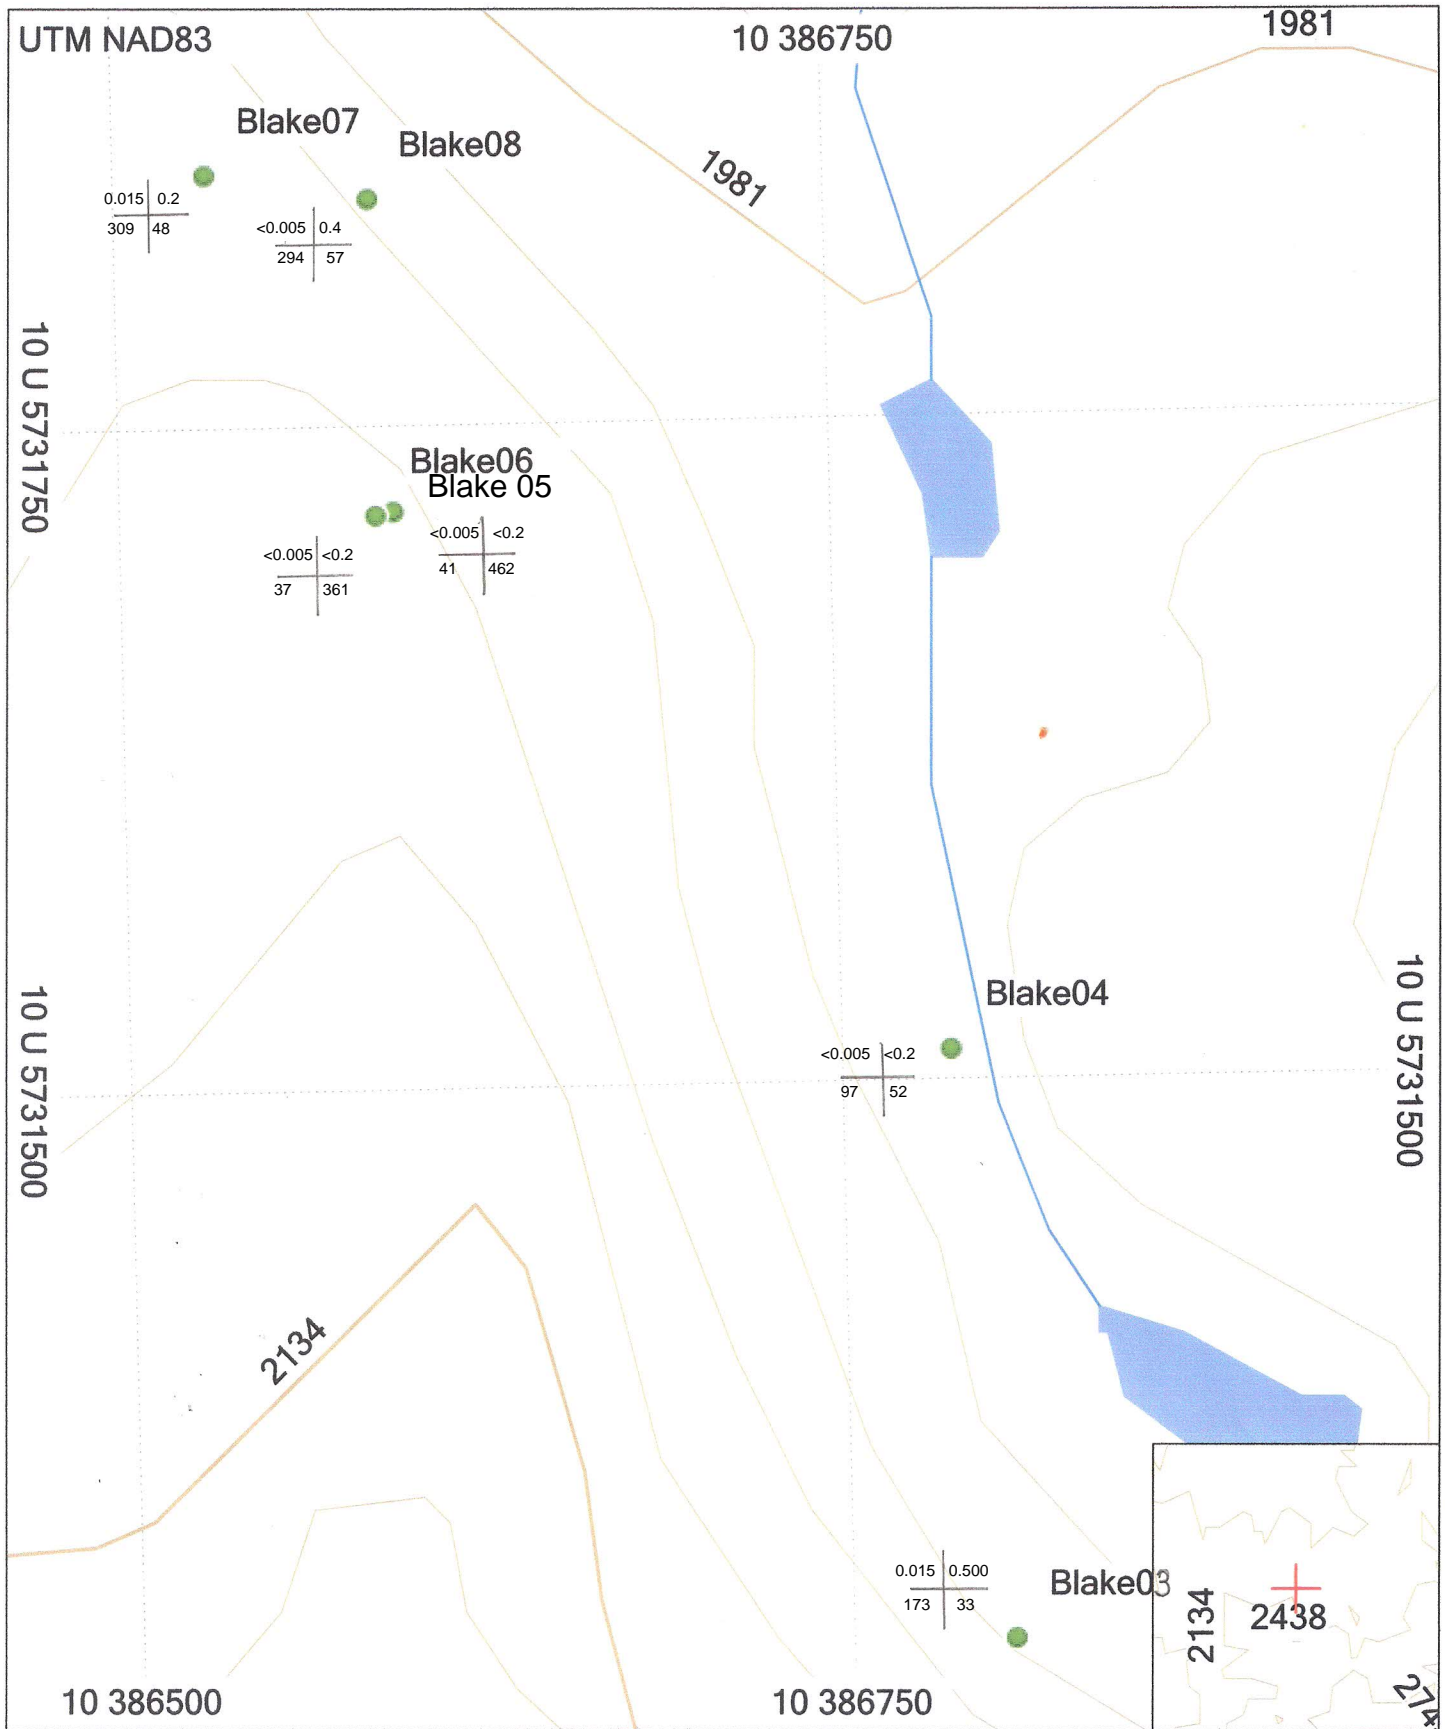 UTM NAD83
10 386750
1981
Blake07
Blake08
1981
0.015 0.2
309 48
<0.005 0.4
294 57
10 U 5731750
Blake06
Blake 05
<0.005 <0.2
41 462
<0.005 <0.2
37 361
10 U 5731500
Blake04
10 U 5731500
<0.005 <0.2
97 52
2134
0.015 0.500
173 33
Blake03
2134
2438
10 386500
10 386750
274